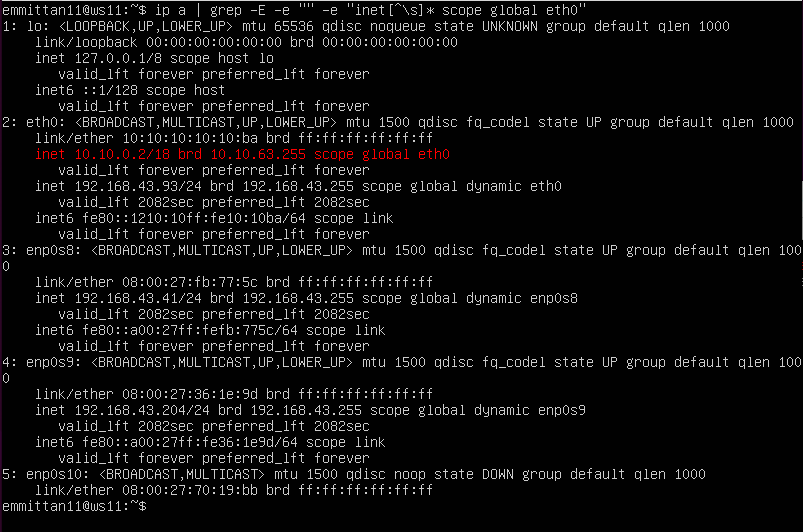 emmittan11@ws11:~$ ip a | grep -E -e "" -e "inet[^\s]* scope global eth0"
1: lo: <LOOPBACK,UP,LOWER_UP> mtu 65536 qdisc noqueue state UNKNOWN group default qlen 1000
    link/loopback 00:00:00:00:00:00 brd 00:00:00:00:00:00
    inet 127.0.0.1/8 scope host lo
       valid_lft forever preferred_lft forever
    inet6 ::1/128 scope host
       valid_lft forever preferred_lft forever
2: eth0: <BROADCAST,MULTICAST,UP,LOWER_UP> mtu 1500 qdisc fq_codel state UP group default qlen 1000
    link/ether 10:10:10:10:10:ba brd ff:ff:ff:ff:ff:ff
    inet 10.10.0.2/18 brd 10.10.63.255 scope global eth0
       valid_lft forever preferred_lft forever
    inet 192.168.43.93/24 brd 192.168.43.255 scope global dynamic eth0
       valid_lft 2082sec preferred_lft 2082sec
    inet6 fe80::1210:10ff:fe10:10ba/64 scope link
       valid_lft forever preferred_lft forever
3: enp0s8: <BROADCAST,MULTICAST,UP,LOWER_UP> mtu 1500 qdisc fq_codel state UP group default qlen 100
0
    link/ether 08:00:27:fb:77:5c brd ff:ff:ff:ff:ff:ff
    inet 192.168.43.41/24 brd 192.168.43.255 scope global dynamic enp0s8
       valid_lft 2082sec preferred_lft 2082sec
    inet6 fe80::a00:27ff:fefb:775c/64 scope link
       valid_lft forever preferred_lft forever
4: enp0s9: <BROADCAST,MULTICAST,UP,LOWER_UP> mtu 1500 qdisc fq_codel state UP group default qlen 100
0
    link/ether 08:00:27:36:1e:9d brd ff:ff:ff:ff:ff:ff
    inet 192.168.43.204/24 brd 192.168.43.255 scope global dynamic enp0s9
       valid_lft 2082sec preferred_lft 2082sec
    inet6 fe80::a00:27ff:fe36:1e9d/64 scope link
       valid_lft forever preferred_lft forever
5: enp0s10: <BROADCAST,MULTICAST> mtu 1500 qdisc noop state DOWN group default qlen 1000
    link/ether 08:00:27:70:19:bb brd ff:ff:ff:ff:ff:ff
emmittan11@ws11:~$